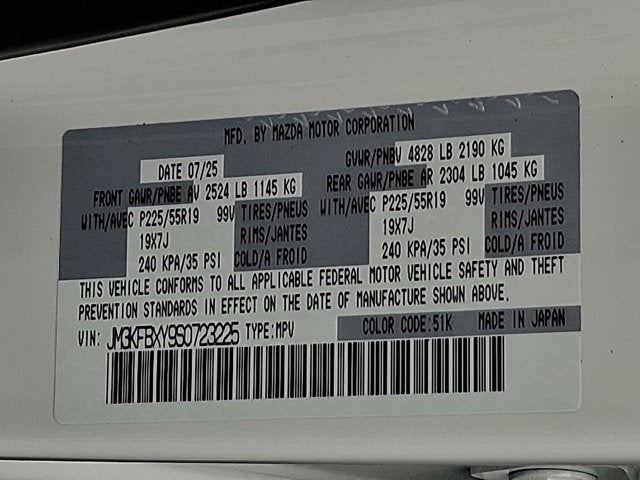 MFD. BY MAZDA MOTOR CORPORATION
DATE 07/25 GVWR/PNBV 4828 LB 2190 KG
FRONT GAWR/PNBE AV 2524 LB 1145 KG REAR GAWR/PNBE AR 2304 LB 1045 KG
WITH/AVEC P225/55R19 99V TIRES/PNEUS WITH/AVEC P225/55R19 99V TIRES/PNEUS
19X7J RIMS/JANTES 19X7J RIMS/JANTES
240 KPA/35 PSI COLD/A FROID 240 KPA/35 PSI COLD/A FROID
THIS VEHICLE CONFORMS TO ALL APPLICABLE FEDERAL MOTOR VEHICLE SAFETY AND THEFT
PREVENTION STANDARDS IN EFFECT ON THE DATE OF MANUFACTURE SHOWN ABOVE.
VIN: JM3KFBXY9S0723225 TYPE:MPV COLOR CODE:51K MADE IN JAPAN